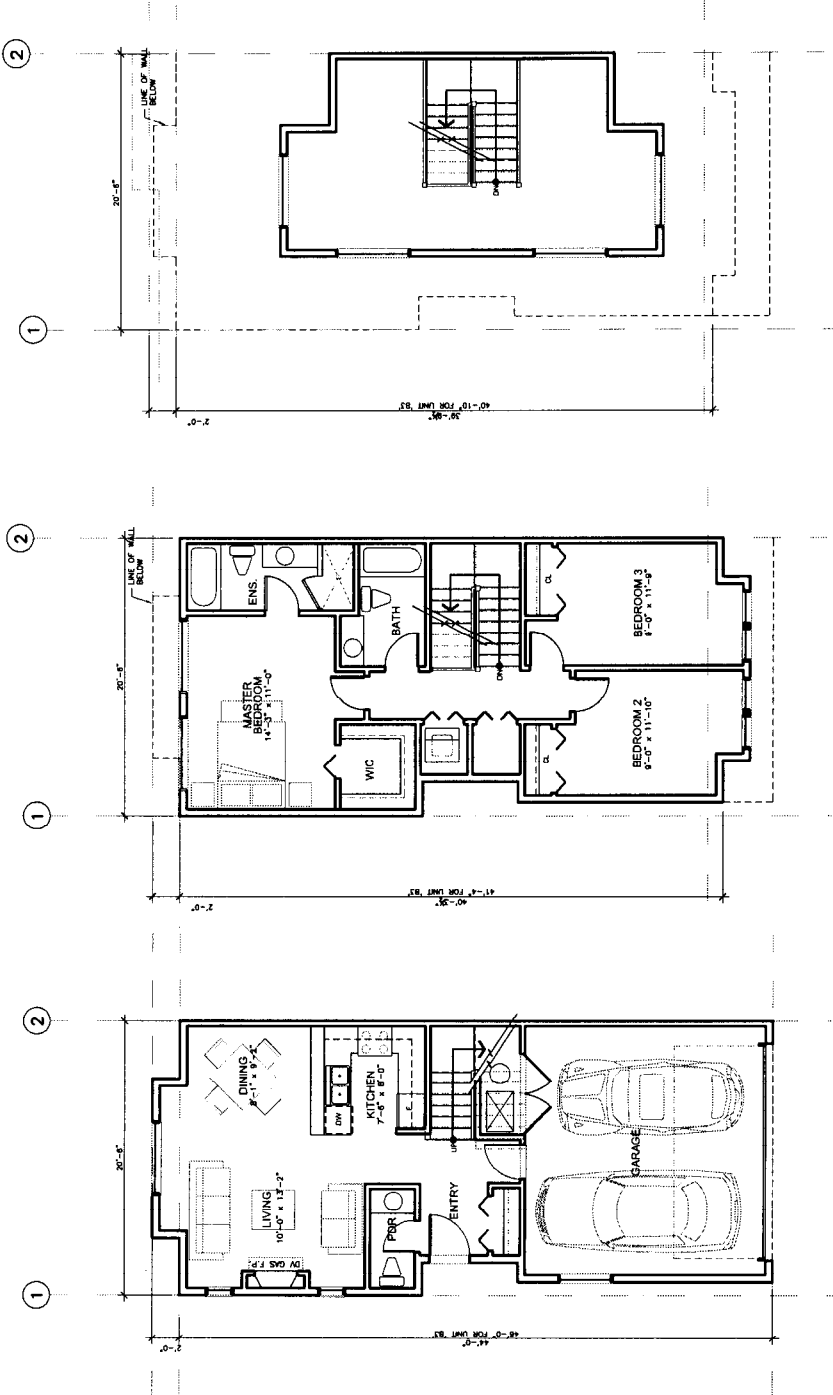 2
LINE OF WALL
BELOW
20'-6"
1
DN
2'-0"
40'-10" FOR UNIT 'B3'
2
LINE OF WALL
BELOW
20'-6"
1
ENS.
MASTER
BEDROOM
14'-3" x 11'-0"
BATH
WIC
DN
CL
CL
BEDROOM 3
BEDROOM 2
9'-0" x 11'-10"
2'-0"
41'-4" FOR UNIT 'B3'
2
20'-6"
1
DINING
LIVING
10'-0" x 13'-2"
DW
KITCHEN
7'-6" x 8'-0"
F
DV GAS F.P.
PDR
ENTRY
UP
GARAGE
2'-0"
46'-0" FOR UNIT 'B3'
44'-0"